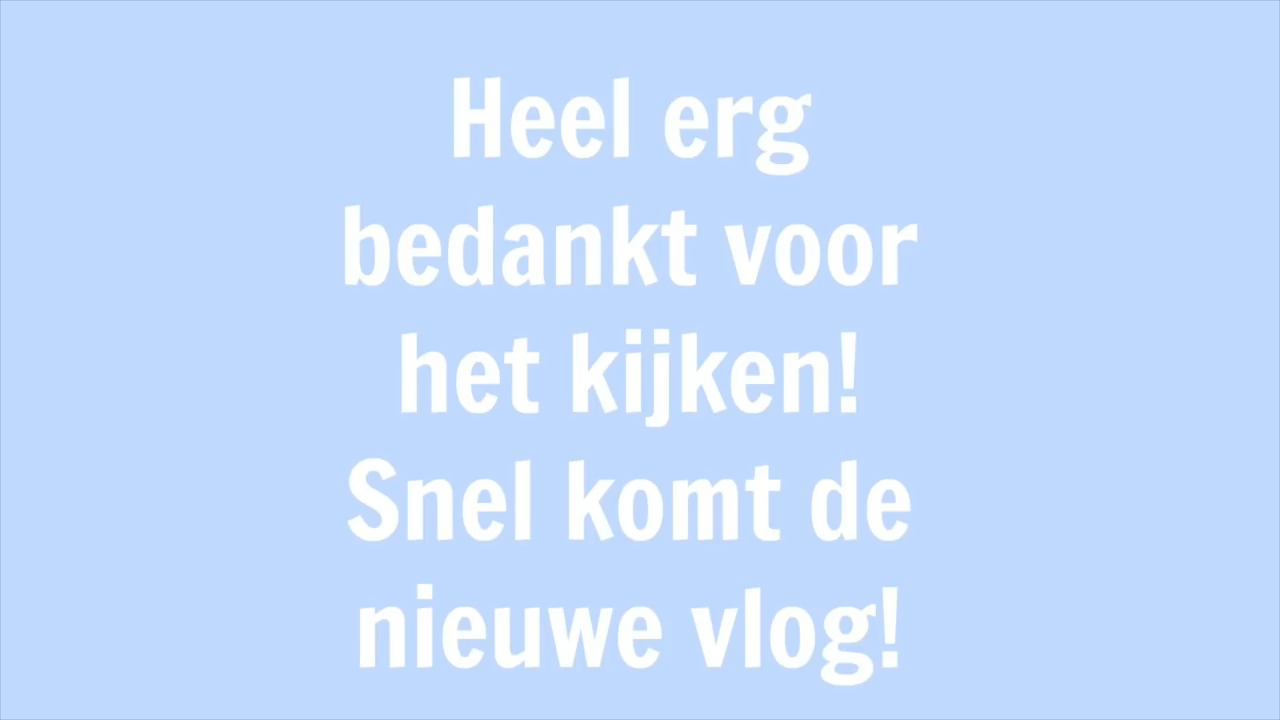 Heel erg
bedankt voor
het kijken!
Snel komt de
nieuwe vlog!